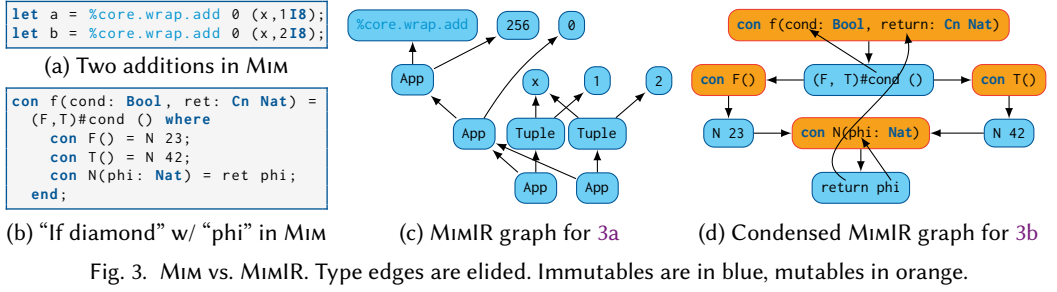 let a = %core.wrap.add 0 (x,1I8);
let b = %core.wrap.add 0 (x,2I8);
(a) Two additions in Mim
con f(cond: Bool, ret: Cn Nat) =
(F,T)#cond () where
con F() = N 23;
con T() = N 42;
con N(phi: Nat) = ret phi;
end;
(b) “If diamond” w/ “phi” in Mim
%core.wrap.add
256
0
App
x
1
2
App
Tuple
Tuple
App
App
(c) MimIR graph for 3a
con f(cond: Bool, return: Cn Nat)
con F()
(F, T)#cond ()
con T()
N 23
con N(phi: Nat)
N 42
return phi
(d) Condensed MimIR graph for 3b
Fig. 3. Mim vs. MimIR. Type edges are elided. Immutables are in blue, mutables in orange.